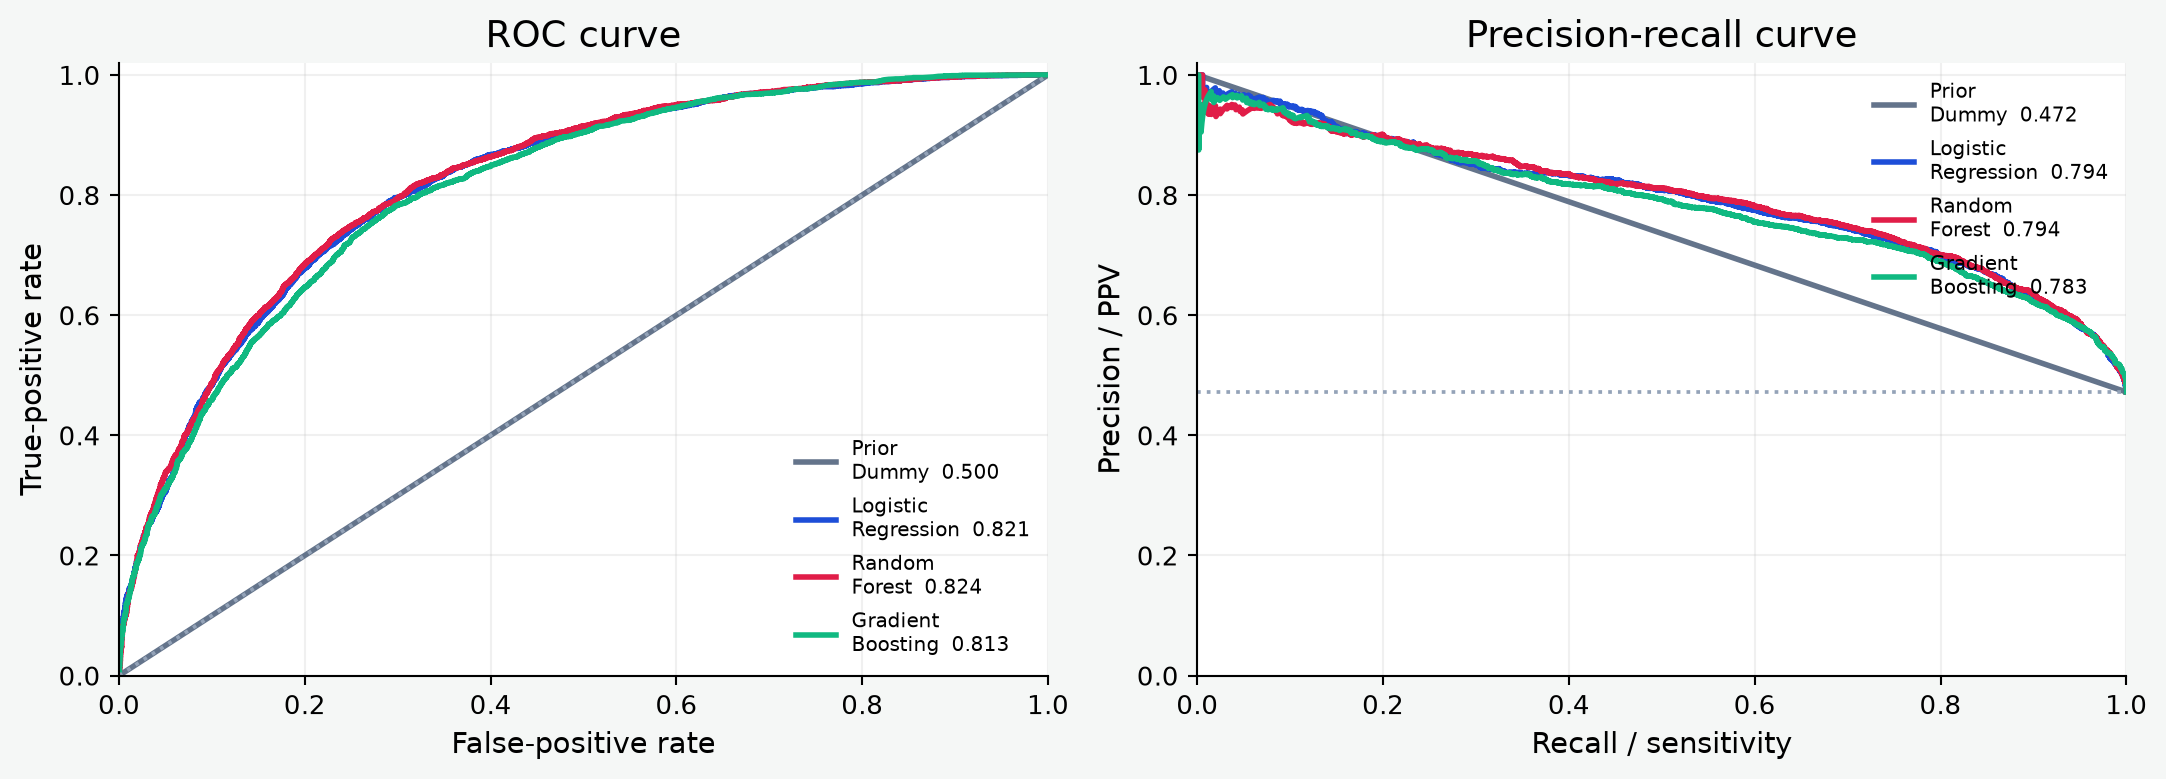 ROC curve
True-positive rate
1.0
0.8
0.6
0.4
0.2
0.0
Prior
Dummy  0.500
Logistic
Regression  0.821
Random
Forest  0.824
Gradient
Boosting  0.813
0.0 0.2 0.4 0.6 0.8 1.0
False-positive rate
Precision-recall curve
Precision / PPV
1.0
0.8
0.6
0.4
0.2
0.0
Prior
Dummy  0.472
Logistic
Regression  0.794
Random
Forest  0.794
Gradient
Boosting  0.783
0.0 0.2 0.4 0.6 0.8 1.0
Recall / sensitivity